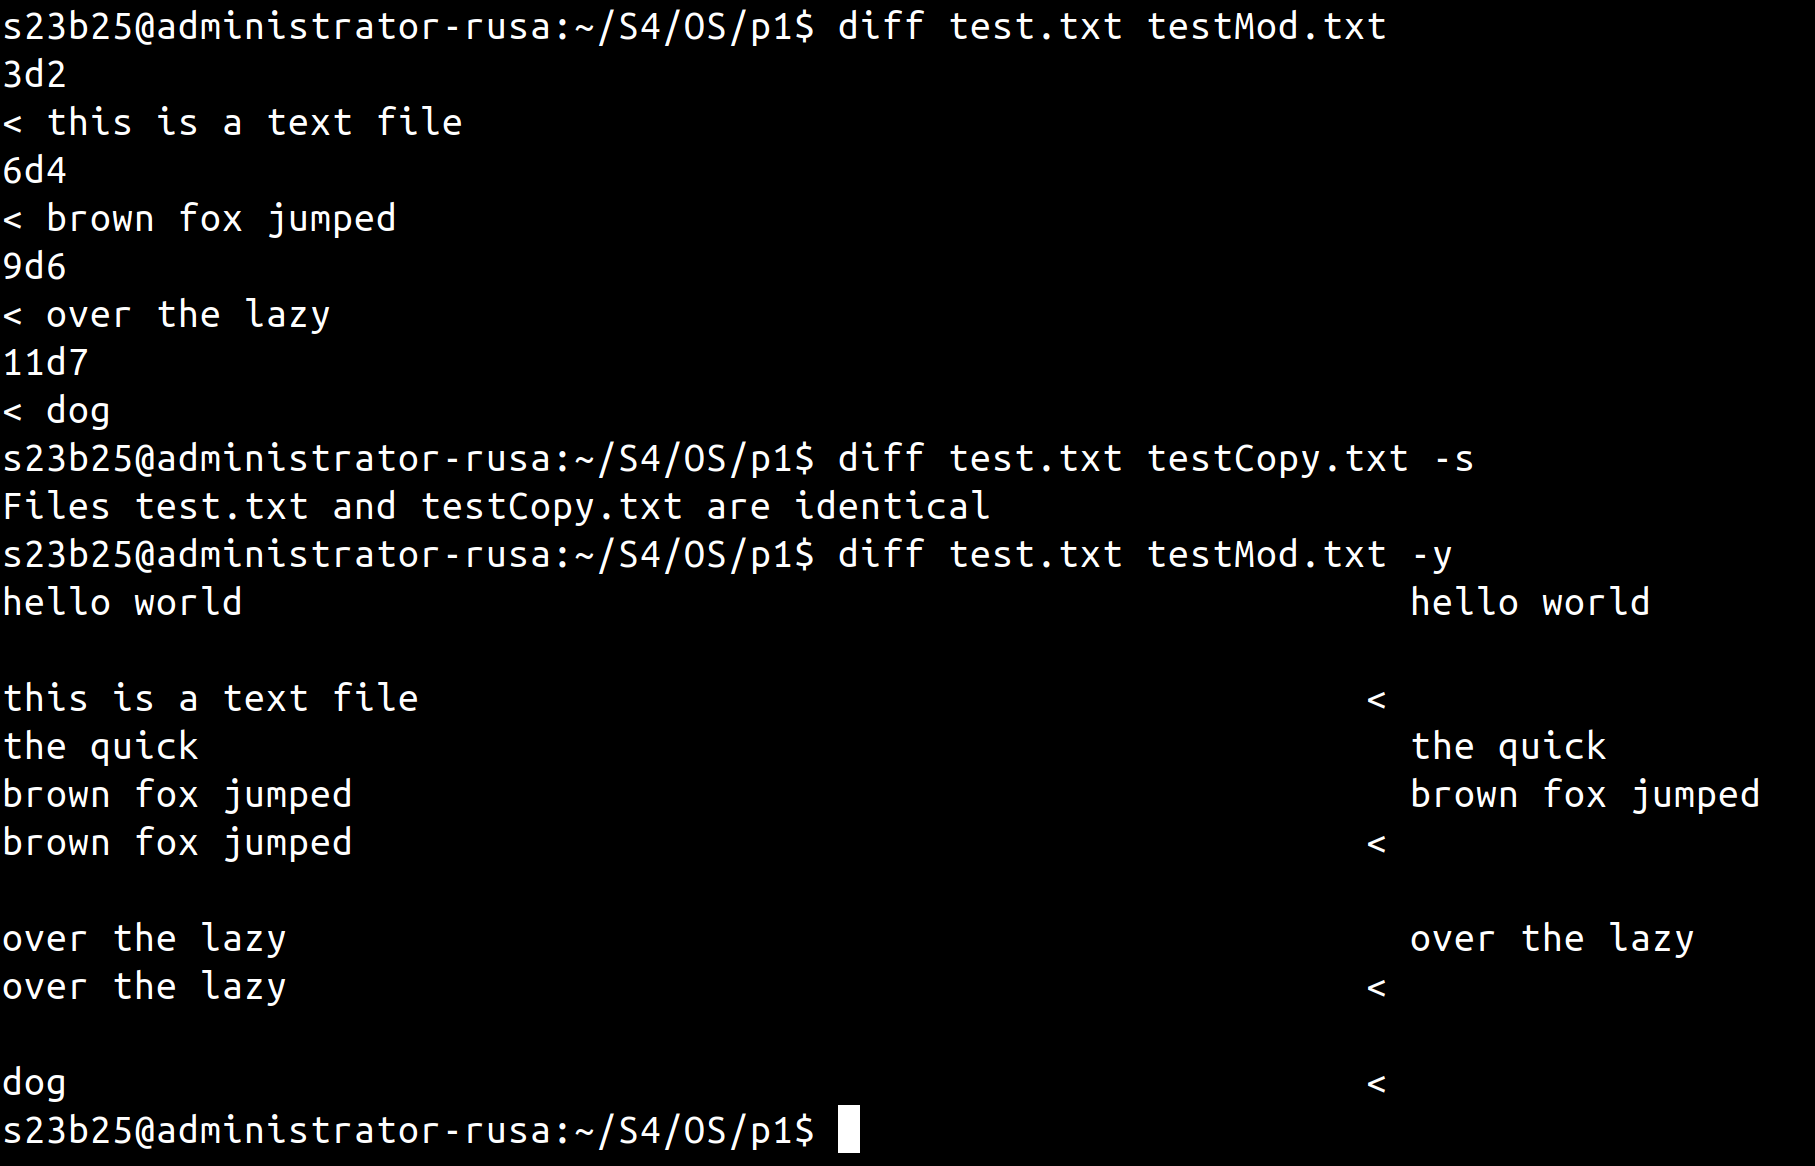 s23b25@administrator-rusa:~/S4/OS/p1$ diff test.txt testMod.txt
3d2
< this is a text file
6d4
< brown fox jumped
9d6
< over the lazy
11d7
< dog
s23b25@administrator-rusa:~/S4/OS/p1$ diff test.txt testCopy.txt -s
Files test.txt and testCopy.txt are identical
s23b25@administrator-rusa:~/S4/OS/p1$ diff test.txt testMod.txt -y
hello world                                                     hello world

this is a text file                                           <
the quick                                                       the quick
brown fox jumped                                                brown fox jumped
brown fox jumped                                              <

over the lazy                                                   over the lazy
over the lazy                                                 <

dog                                                           <
s23b25@administrator-rusa:~/S4/OS/p1$